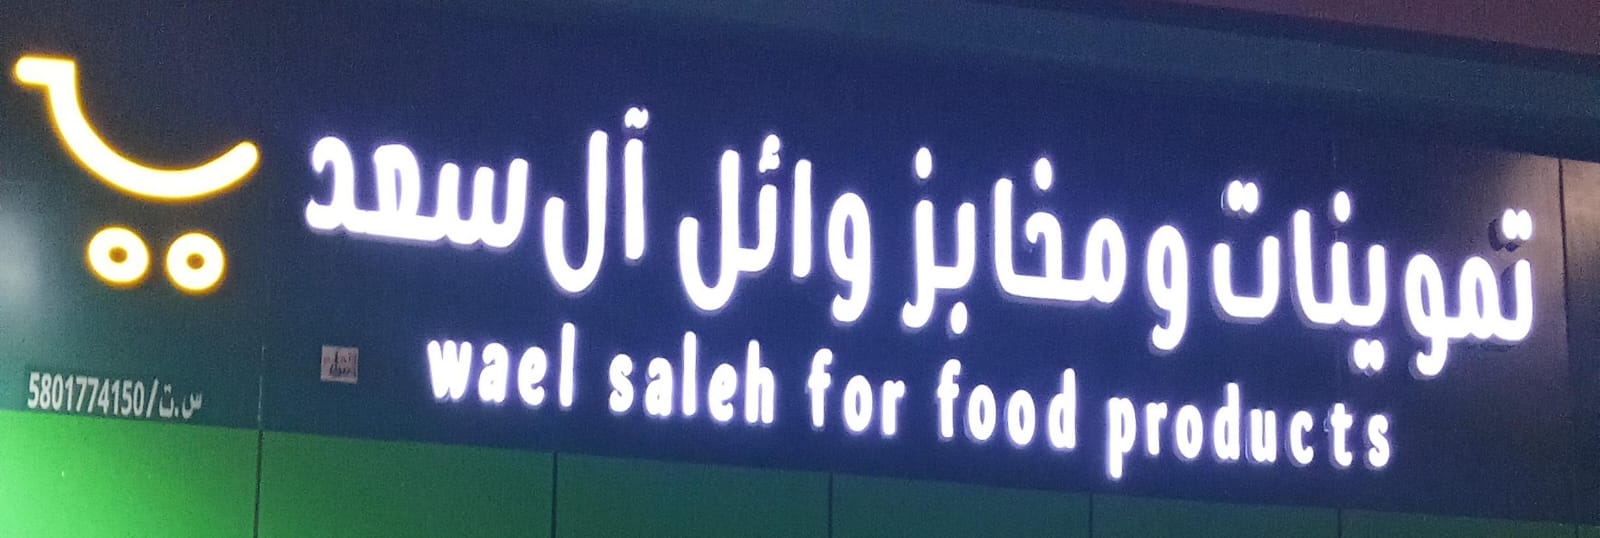 تموينات ومخابز وائل آل سعد
wael saleh for food products
س.ت/5801774150